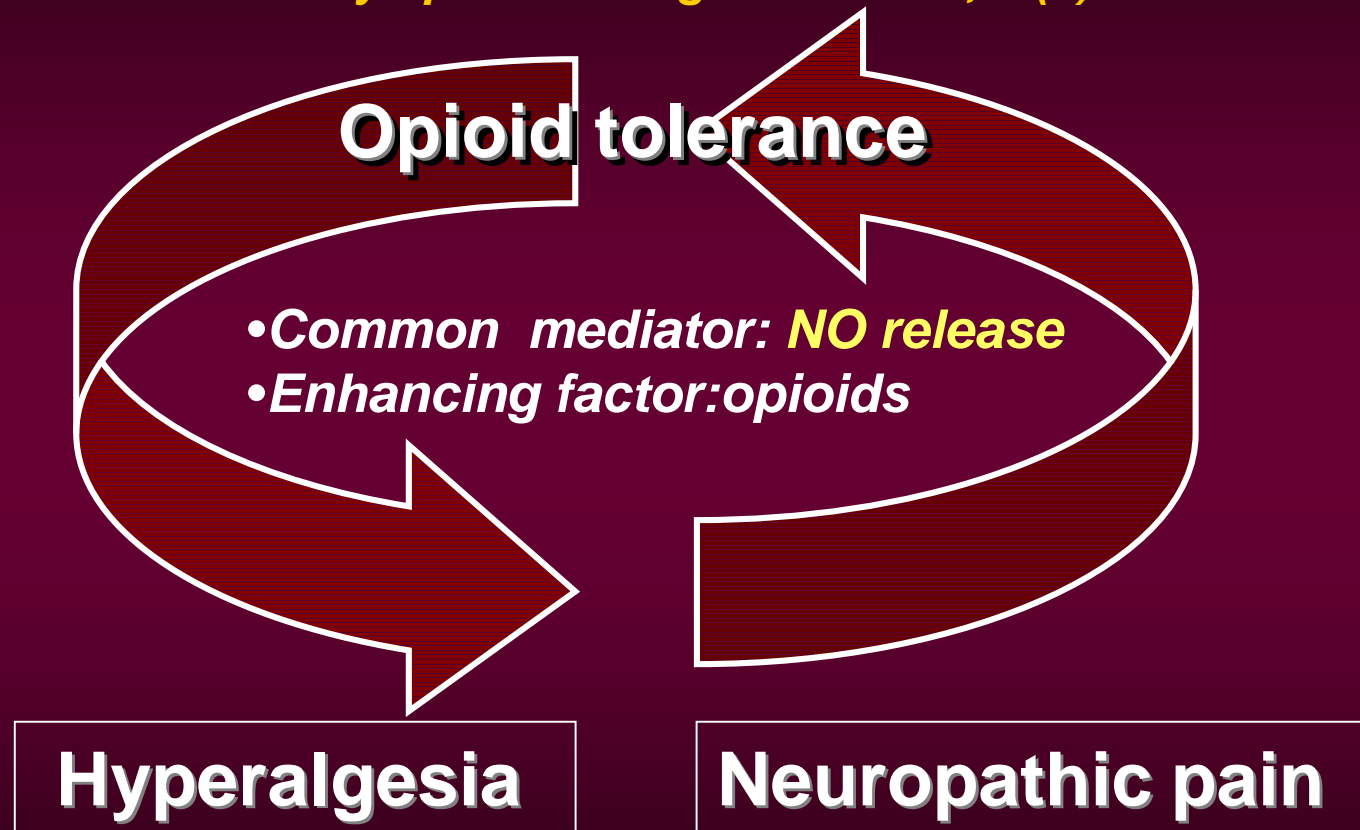 Opioid tolerance
•Common  mediator: NO release
•Enhancing factor:opioids
Hyperalgesia
Neuropathic pain